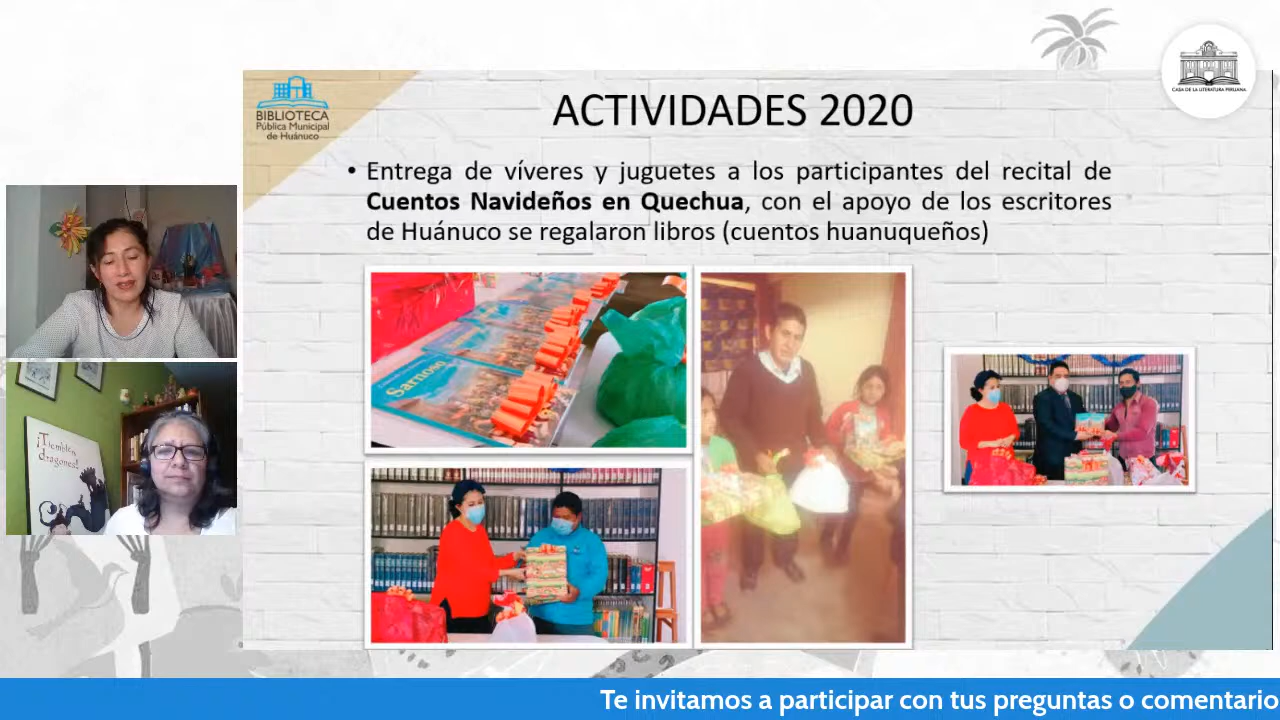 CASA DE LA LITERATURA PERUANA
BIBLIOTECA
Pública Municipal
de Huánuco
ACTIVIDADES 2020
• Entrega de víveres y juguetes a los participantes del recital de
Cuentos Navideños en Quechua, con el apoyo de los escritores
de Huánuco se regalaron libros (cuentos huanuqueños)
Sarnoso
¡Tiemblen
dragones!
Te invitamos a participar con tus preguntas o comentario